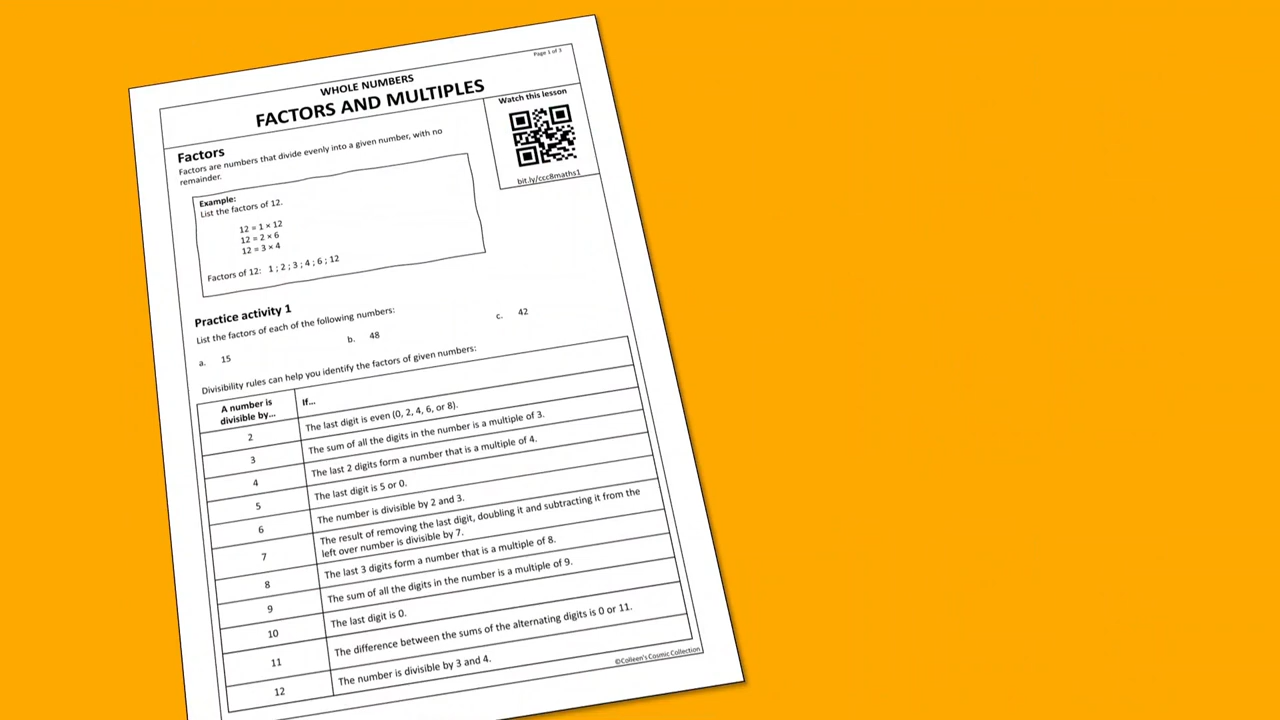 Page 1 of 3
WHOLE NUMBERS
FACTORS AND MULTIPLES
Watch this lesson
bit.ly/ccc8maths1
Factors
Factors are numbers that divide evenly into a given number, with no
remainder.
Example:
List the factors of 12.
12 = 1 × 12
12 = 2 × 6
12 = 3 × 4
Factors of 12: 1 ; 2 ; 3 ; 4 ; 6 ; 12
Practice activity 1
List the factors of each of the following numbers:
a. 15 b. 48 c. 42
Divisibility rules can help you identify the factors of given numbers:
A number is
divisible by... If...
2 The last digit is even (0, 2, 4, 6, or 8).
3 The sum of all the digits in the number is a multiple of 3.
4 The last 2 digits form a number that is a multiple of 4.
5 The last digit is 5 or 0.
6 The number is divisible by 2 and 3.
7 The result of removing the last digit, doubling it and subtracting it from the
left over number is divisible by 7.
8 The last 3 digits form a number that is a multiple of 8.
9 The sum of all the digits in the number is a multiple of 9.
10 The last digit is 0.
11 The difference between the sums of the alternating digits is 0 or 11.
12 The number is divisible by 3 and 4.
©Colleen's Cosmic Collection